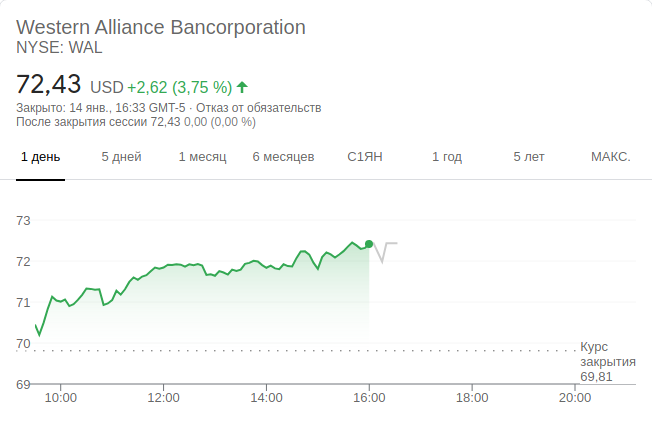 Western Alliance Bancorporation
NYSE: WAL
72,43 USD +2,62 (3,75 %)
Закрыто: 14 янв., 16:33 GMT-5 · Отказ от обязательств
После закрытия сессии 72,43 0,00 (0,00 %)
1 день 5 дней 1 месяц 6 месяцев С1ЯН 1 год 5 лет МАКС.
73
72
71
70
69
Курс
закрытия
69,81
10:00 12:00 14:00 16:00 18:00 20:00